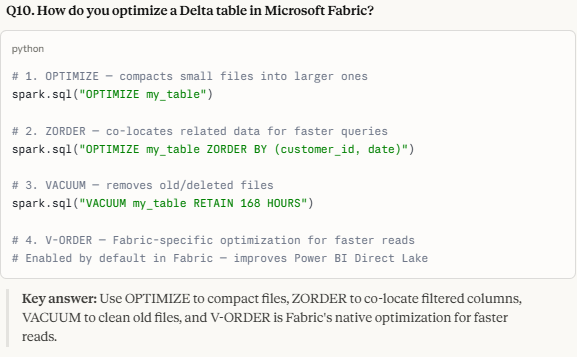 Q10. How do you optimize a Delta table in Microsoft Fabric?
python
# 1. OPTIMIZE — compacts small files into larger ones
spark.sql("OPTIMIZE my_table")
# 2. ZORDER — co-locates related data for faster queries
spark.sql("OPTIMIZE my_table ZORDER BY (customer_id, date)")
# 3. VACUUM — removes old/deleted files
spark.sql("VACUUM my_table RETAIN 168 HOURS")
# 4. V-ORDER — Fabric-specific optimization for faster reads
# Enabled by default in Fabric — improves Power BI Direct Lake
Key answer: Use OPTIMIZE to compact files, ZORDER to co-locate filtered columns,
VACUUM to clean old files, and V-ORDER is Fabric's native optimization for faster
reads.